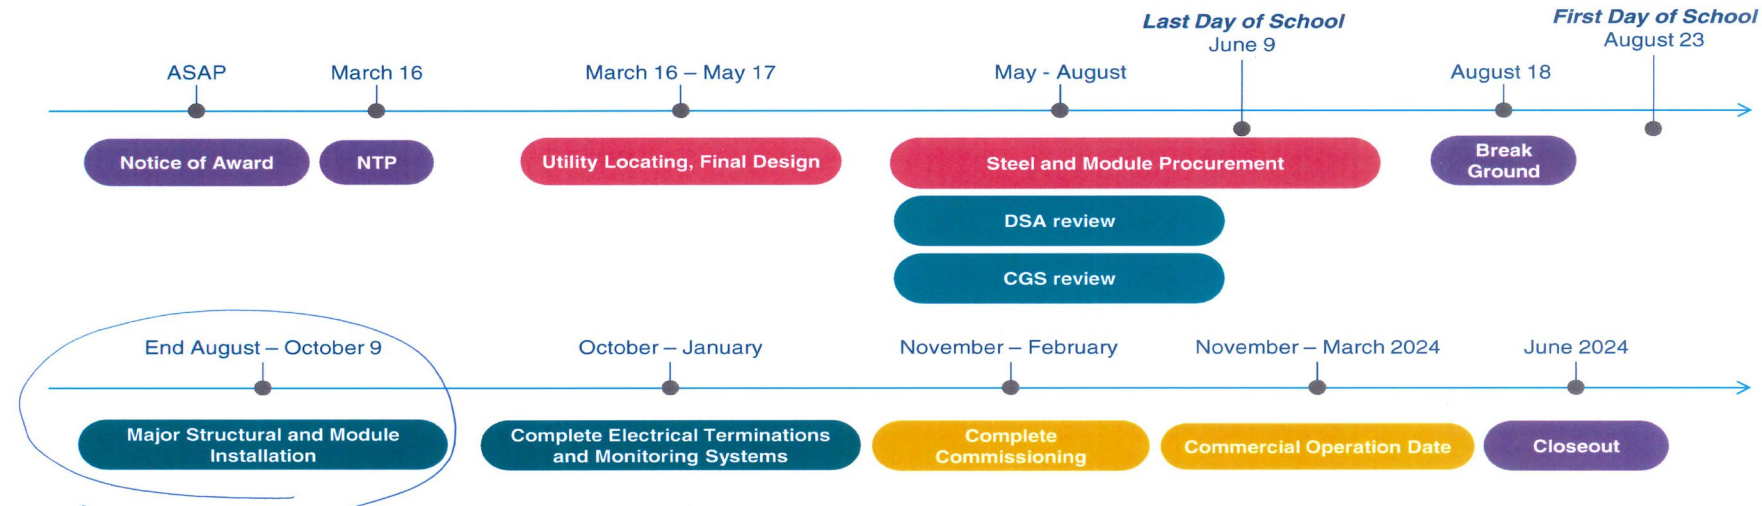 Last Day of School
First Day of School
June 9
August 23
ASAP
March 16
March 16 – May 17
May - August
August 18
Notice of Award
NTP
Utility Locating, Final Design
Steel and Module Procurement
Break
Ground
DSA review
CGS review
End August – October 9
October – January
November – February
November – March 2024
June 2024
Major Structural and Module
Installation
Complete Electrical Terminations
and Monitoring Systems
Complete
Commissioning
Commercial Operation Date
Closeout